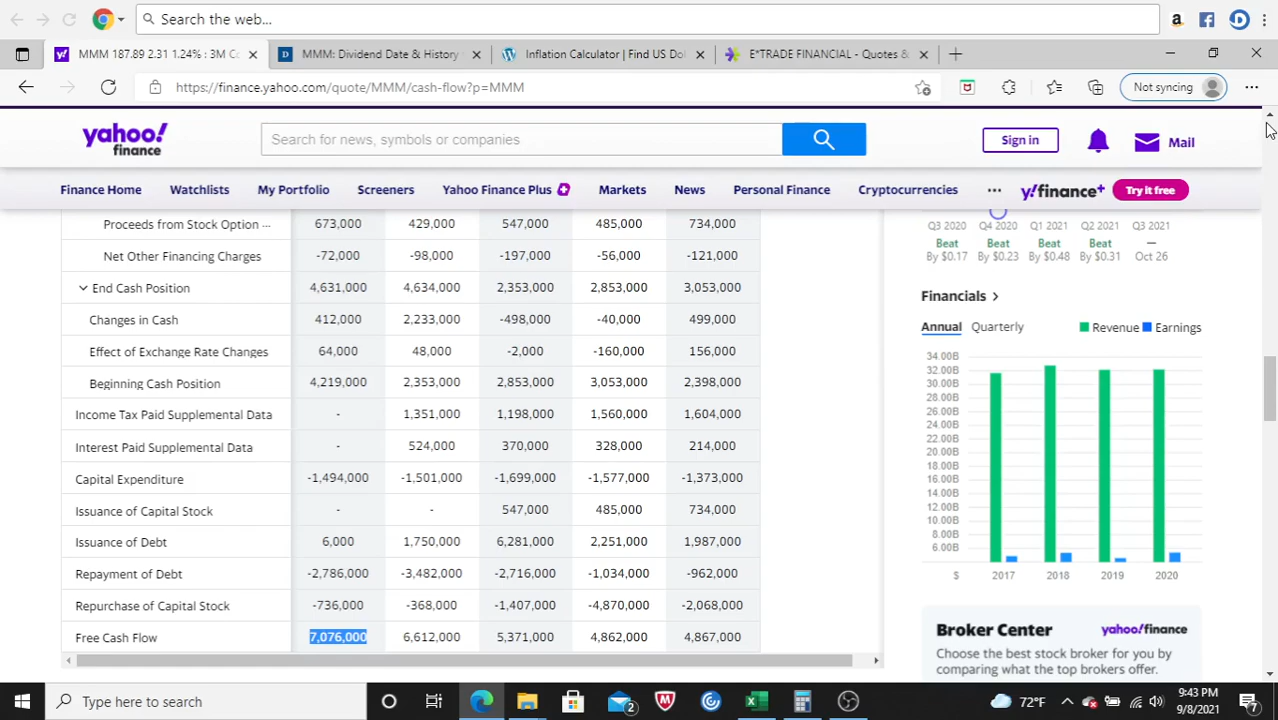 Search the web...
MMM 187.89 2.31 1.24% : 3M Co
MMM: Dividend Date & History
Inflation Calculator | Find US Dol
E*TRADE FINANCIAL - Quotes &
https://finance.yahoo.com/quote/MMM/cash-flow?p=MMM
Not syncing
yahoo!
finance
Search for news, symbols or companies
Sign in
Mail
Finance Home
Watchlists
My Portfolio
Screeners
Yahoo Finance Plus
Markets
News
Personal Finance
Cryptocurrencies
y!finance+
Try it free
Proceeds from Stock Option ... 673,000 429,000 547,000 485,000 734,000
Net Other Financing Charges -72,000 -98,000 -197,000 -56,000 -121,000
End Cash Position 4,631,000 4,634,000 2,353,000 2,853,000 3,053,000
Changes in Cash 412,000 2,233,000 -498,000 -40,000 499,000
Effect of Exchange Rate Changes 64,000 48,000 -2,000 -160,000 156,000
Beginning Cash Position 4,219,000 2,353,000 2,853,000 3,053,000 2,398,000
Income Tax Paid Supplemental Data - 1,351,000 1,198,000 1,560,000 1,604,000
Interest Paid Supplemental Data - 524,000 370,000 328,000 214,000
Capital Expenditure -1,494,000 -1,501,000 -1,699,000 -1,577,000 -1,373,000
Issuance of Capital Stock - - 547,000 485,000 734,000
Issuance of Debt 6,000 1,750,000 6,281,000 2,251,000 1,987,000
Repayment of Debt -2,786,000 -3,482,000 -2,716,000 -1,034,000 -962,000
Repurchase of Capital Stock -736,000 -368,000 -1,407,000 -4,870,000 -2,068,000
Free Cash Flow 7,076,000 6,612,000 5,371,000 4,862,000 4,867,000
Q3 2020 Q4 2020 Q1 2021 Q2 2021 Q3 2021
Beat Beat Beat Beat —
By $0.17 By $0.23 By $0.48 By $0.31 Oct 26
Financials
Annual Quarterly Revenue Earnings
34.00B
32.00B
30.00B
28.00B
26.00B
24.00B
22.00B
20.00B
18.00B
16.00B
14.00B
12.00B
10.00B
8.00B
6.00B
$ 2017 2018 2019 2020
Broker Center yahoo!finance
Choose the best stock broker for you by
comparing what the top brokers offer.
Type here to search
2
72°F
9:43 PM
9/8/2021
7